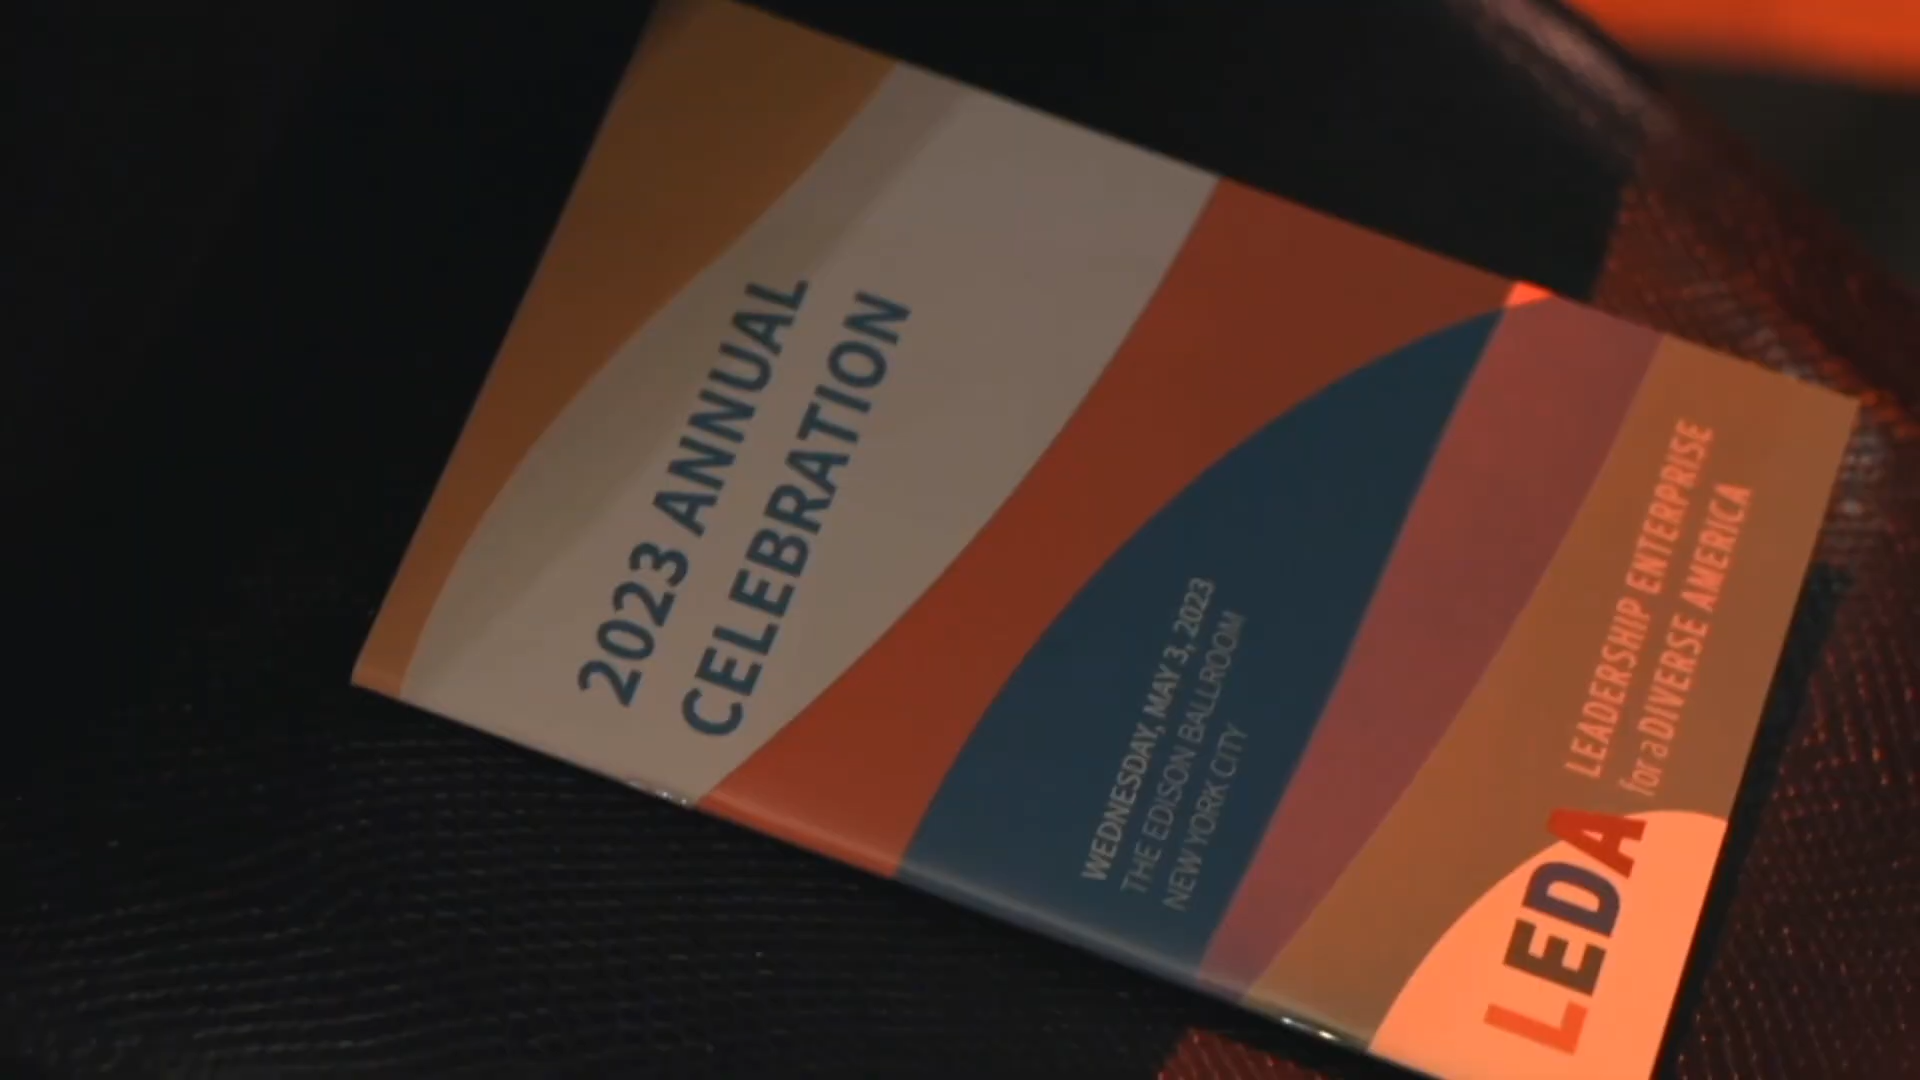 2023 ANNUAL
CELEBRATION
WEDNESDAY, MAY 3, 2023
THE EDISON BALLROOM
NEW YORK CITY
LEDA
LEADERSHIP ENTERPRISE
for a DIVERSE AMERICA